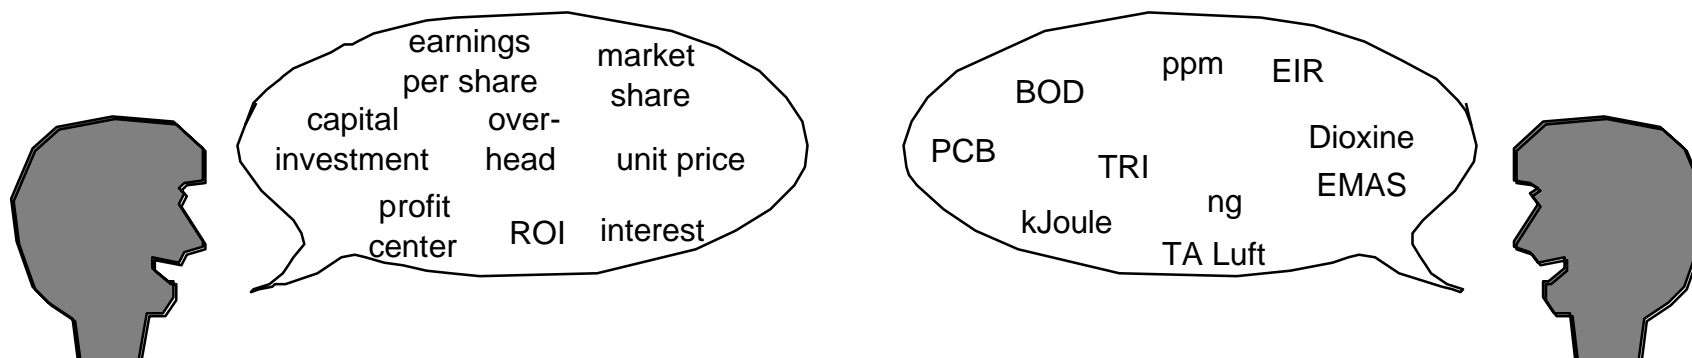 earnings
per share
market
share
capital
investment
over-
head
unit price
profit
center
ROI
interest
ppm
EIR
BOD
PCB
TRI
Dioxine
EMAS
ng
kJoule
TA Luft